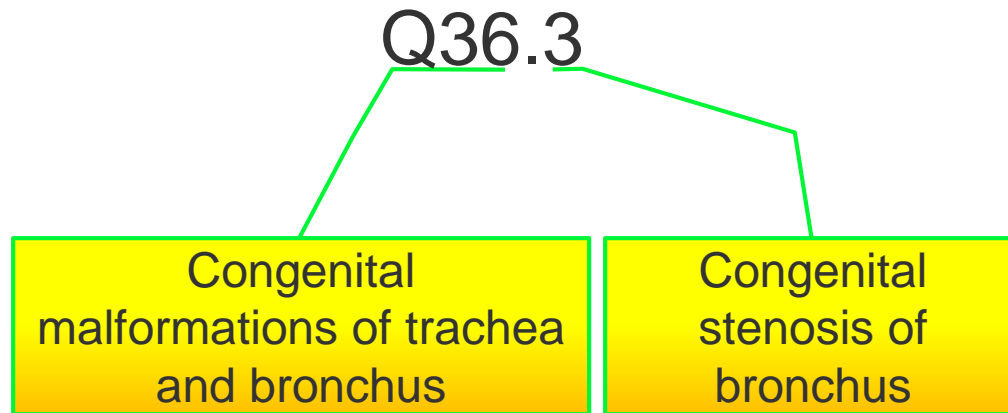 Q36.3
Congenital
malformations of trachea
and bronchus
Congenital
stenosis of
bronchus